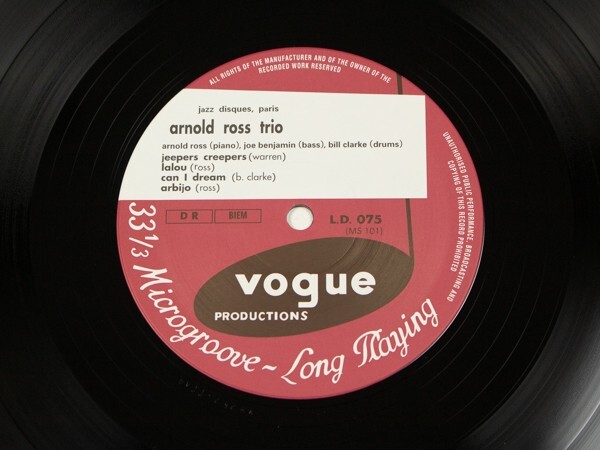 ALL RIGHTS OF THE MANUFACTURER AND OF THE OWNER OF THE
RECORDED WORK RESERVED
jazz disques, paris
arnold ross trio
arnold ross (piano), joe benjamin (bass), bill clarke (drums)
jeepers creepers (warren)
lalou (ross)
can I dream (b. clarke)
arbijo (ross)
DR BIEM
L.D. 075
(MS 101)
UNAUTHORISED PUBLIC PERFORMANCE, BROADCASTING AND
COPYING OF THIS RECORD PROHIBITED
vogue
PRODUCTIONS
33 1/3 Microgroove ~ Long Playing